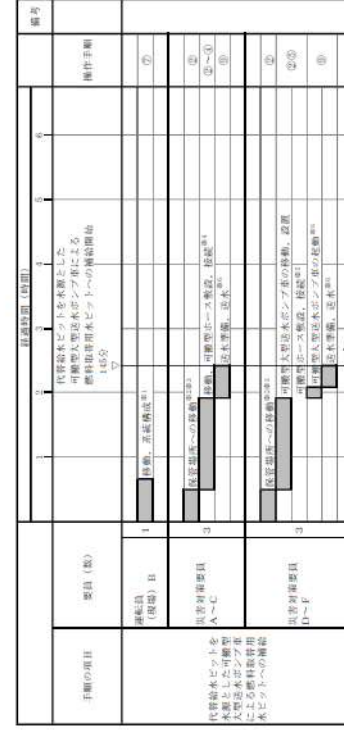 手順の項目
要員（数）
経過時間（時間）
1
2
3
4
5
6
操作手順
備考
代替給水ピットを水源とした
可搬型大型送水ポンプ車による
燃料取替用水ピットへの補給開始
145分
▽
代替給水ピットを
水源とした可搬型
大型送水ポンプ車
による燃料取替用
水ピットへの補給
運転員
（現場）B
1
移動，系統構成※1
⑦
災害対策要員
A～C
3
保管場所への移動※2※3
②
移動，可搬型ホース敷設，接続※4
②～④
送水準備，送水※5
災害対策要員
D～F
3
保管場所への移動※2※3
②
可搬型大型送水ポンプ車の移動，設置
②⑤
可搬型ホース敷設，接続
可搬型大型送水ポンプ車の起動
送水準備，送水